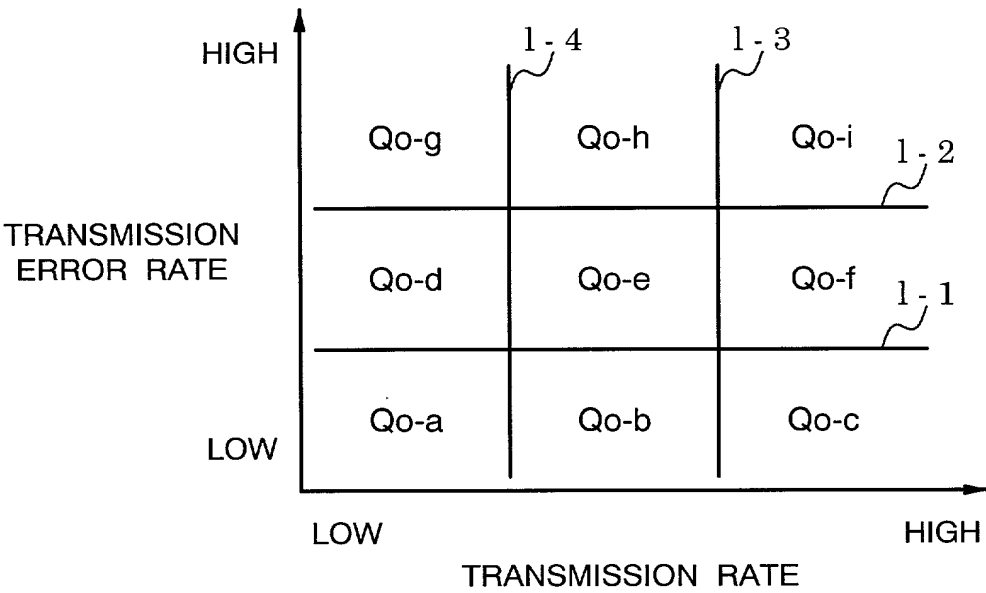 1 - 4
1 - 3
HIGH
Qo-g
Qo-h
Qo-i
1 - 2
TRANSMISSION
ERROR RATE
Qo-d
Qo-e
Qo-f
1 - 1
Qo-a
Qo-b
Qo-c
LOW
LOW
HIGH
TRANSMISSION RATE